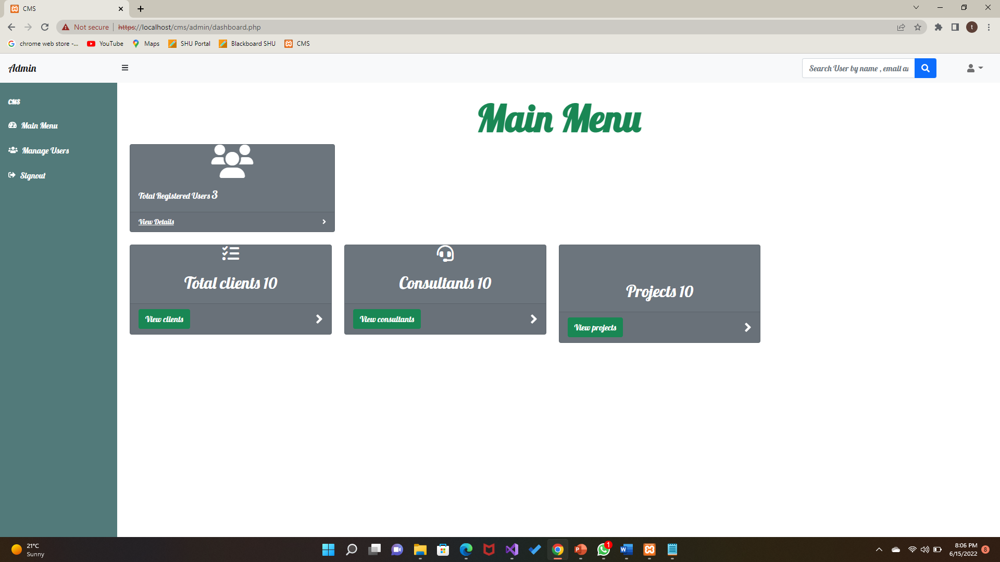 CMS
Not secure
https://localhost/cms/admin/dashboard.php
t
chrome web store -...
YouTube
Maps
SHU Portal
Blackboard SHU
CMS
Admin
Search User by name , email a
CMS
Main Menu
Manage Users
Signout
Main Menu
Total Registered Users 3
View Details
Total clients 10
View clients
Consultants 10
View consultants
Projects 10
View projects
21°C
Sunny
1
8:06 PM
6/15/2022
8